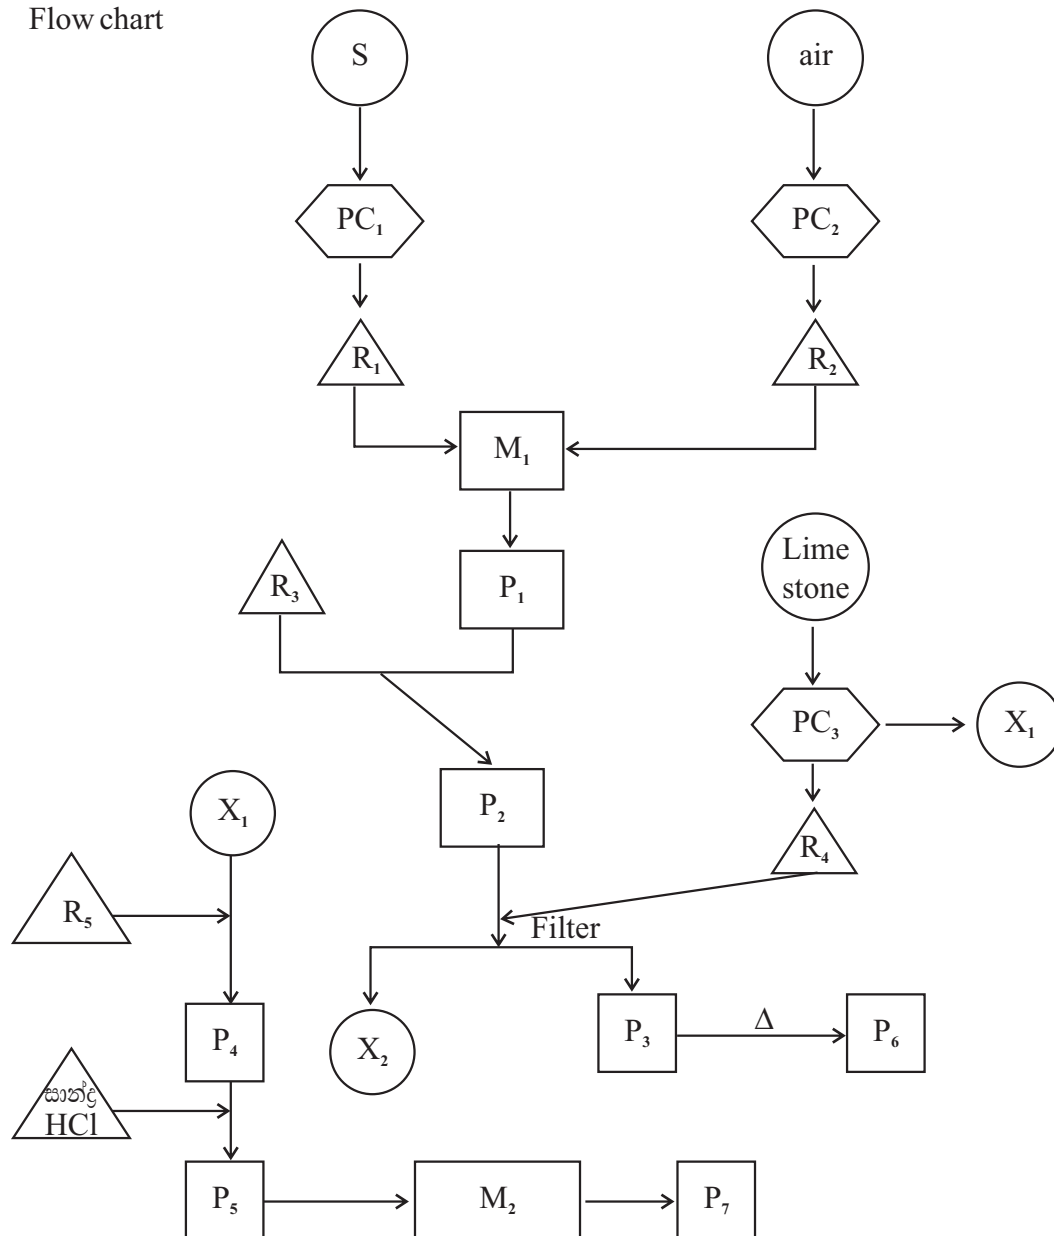 Flow chart
S
air
PC₁
PC₂
R₁
R₂
M₁
R₃
P₁
Lime
stone
PC₃
X₁
X₁
P₂
R₄
R₅
Filter
P₄
X₂
P₃
Δ
P₆
සාන්ද්‍ර
HCl
P₅
M₂
P₇